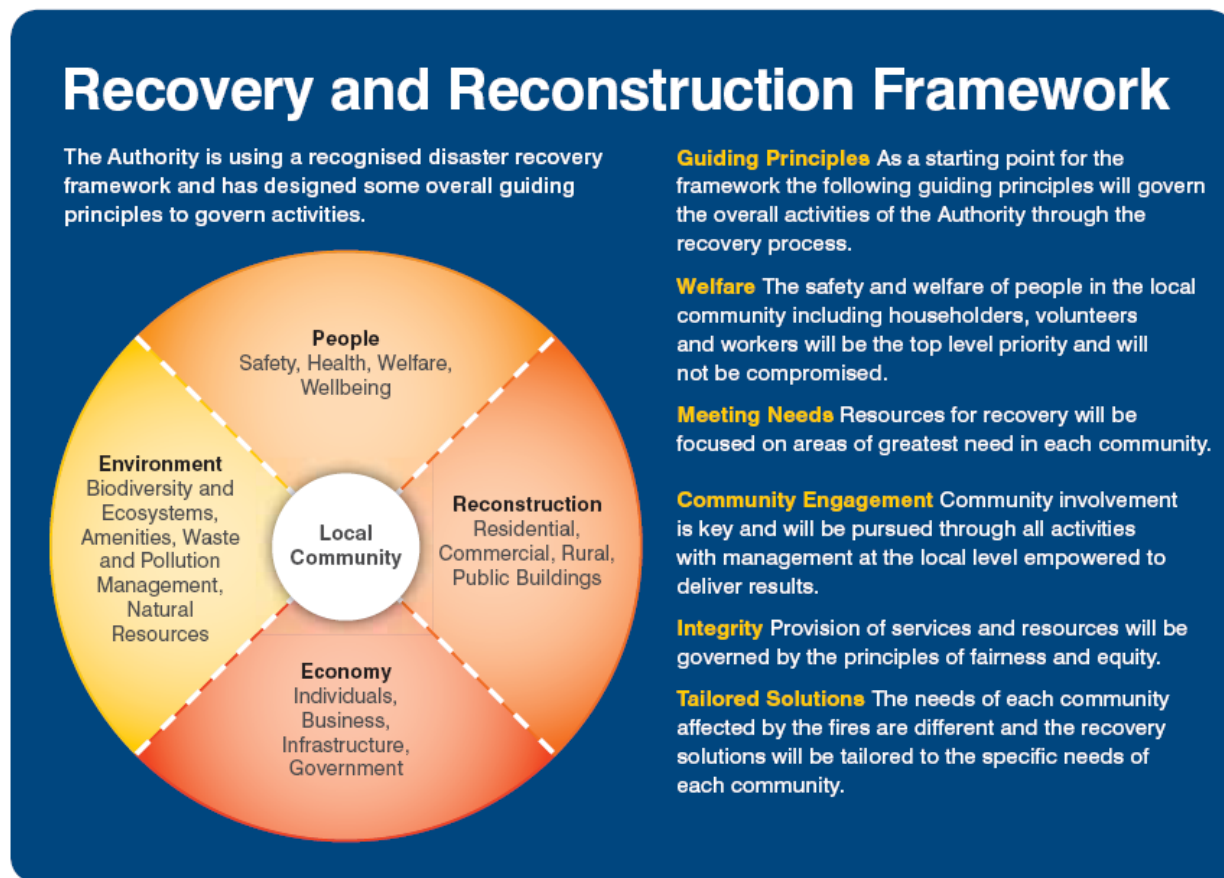 Recovery and Reconstruction Framework
The Authority is using a recognised disaster recovery
framework and has designed some overall guiding
principles to govern activities.
People
Safety, Health, Welfare,
Wellbeing
Environment
Biodiversity and
Ecosystems,
Amenities, Waste
and Pollution
Management,
Natural
Resources
Local
Community
Reconstruction
Residential,
Commercial, Rural,
Public Buildings
Economy
Individuals,
Business,
Infrastructure,
Government
Guiding Principles As a starting point for the
framework the following guiding principles will govern
the overall activities of the Authority through the
recovery process.
Welfare The safety and welfare of people in the local
community including householders, volunteers
and workers will be the top level priority and will
not be compromised.
Meeting Needs Resources for recovery will be
focused on areas of greatest need in each community.
Community Engagement Community involvement
is key and will be pursued through all activities
with management at the local level empowered to
deliver results.
Integrity Provision of services and resources will be
governed by the principles of fairness and equity.
Tailored Solutions The needs of each community
affected by the fires are different and the recovery
solutions will be tailored to the specific needs of
each community.